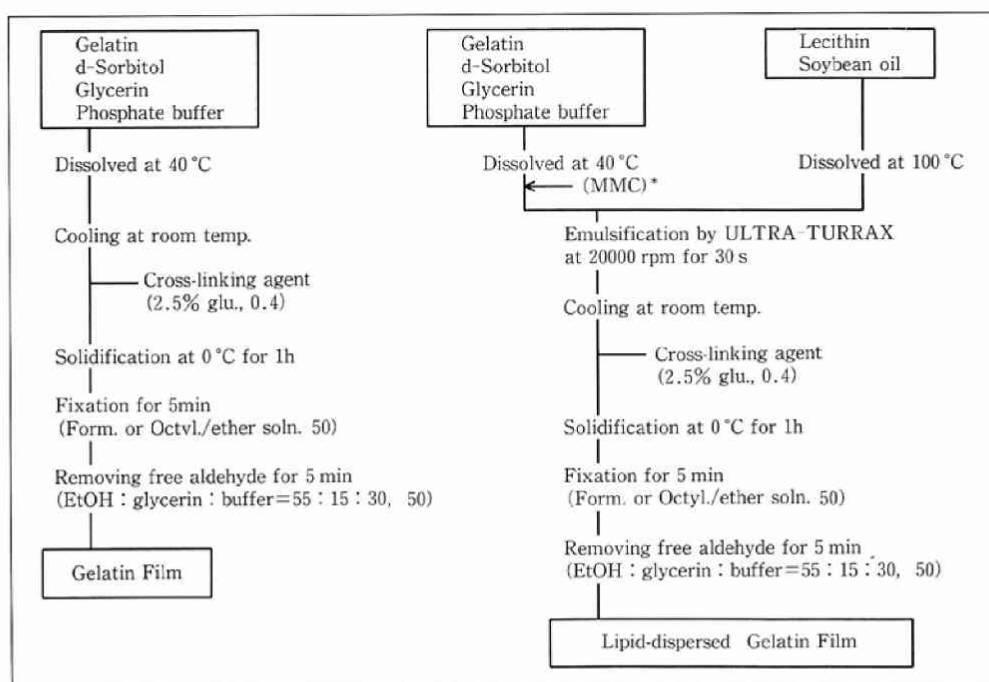 Gelatin
d-Sorbitol
Glycerin
Phosphate buffer
Dissolved at 40℃
Cooling at room temp.
Cross-linking agent
(2.5% glu., 0.4)
Solidification at 0℃ for 1h
Fixation for 5min
(Form. or Octvl./ether soln. 50)
Removing free aldehyde for 5 min
(EtOH：glycerin：buffer=55：15：30, 50)
Gelatin Film
Gelatin
d-Sorbitol
Glycerin
Phosphate buffer
Lecithin
Soybean oil
Dissolved at 40℃
(MMC)*
Dissolved at 100℃
Emulsification by ULTRA-TURRAX
at 20000 rpm for 30 s
Cooling at room temp.
Cross-linking agent
(2.5% glu., 0.4)
Solidification at 0℃ for 1h
Fixation for 5 min
(Form. or Octyl./ether soln. 50)
Removing free aldehyde for 5 min
(EtOH：glycerin：buffer=55：15：30, 50)
Lipid-dispersed Gelatin Film